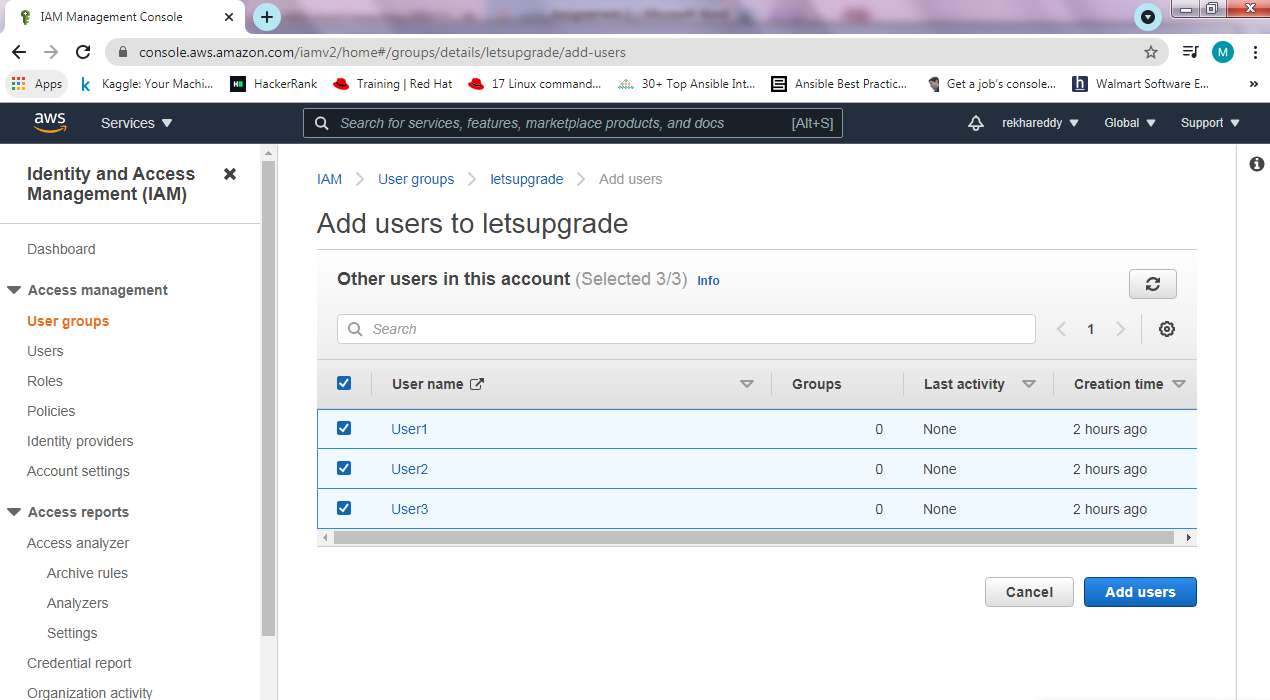 IAM Management Console
console.aws.amazon.com/iamv2/home#/groups/details/letsupgrade/add-users
M
Apps
k Kaggle: Your Machi...
HackerRank
Training | Red Hat
17 Linux command...
30+ Top Ansible Int...
Ansible Best Practic...
Get a job's console...
h Walmart Software E...
»
aws
Services
Search for services, features, marketplace products, and docs [Alt+S]
rekhareddy
Global
Support
Identity and Access
Management (IAM)
Dashboard
Access management
User groups
Users
Roles
Policies
Identity providers
Account settings
Access reports
Access analyzer
Archive rules
Analyzers
Settings
Credential report
Organization activity
IAM > User groups > letsupgrade > Add users
Add users to letsupgrade
Other users in this account (Selected 3/3) Info
Search
1
User name Groups Last activity Creation time
User1 0 None 2 hours ago
User2 0 None 2 hours ago
User3 0 None 2 hours ago
Cancel
Add users